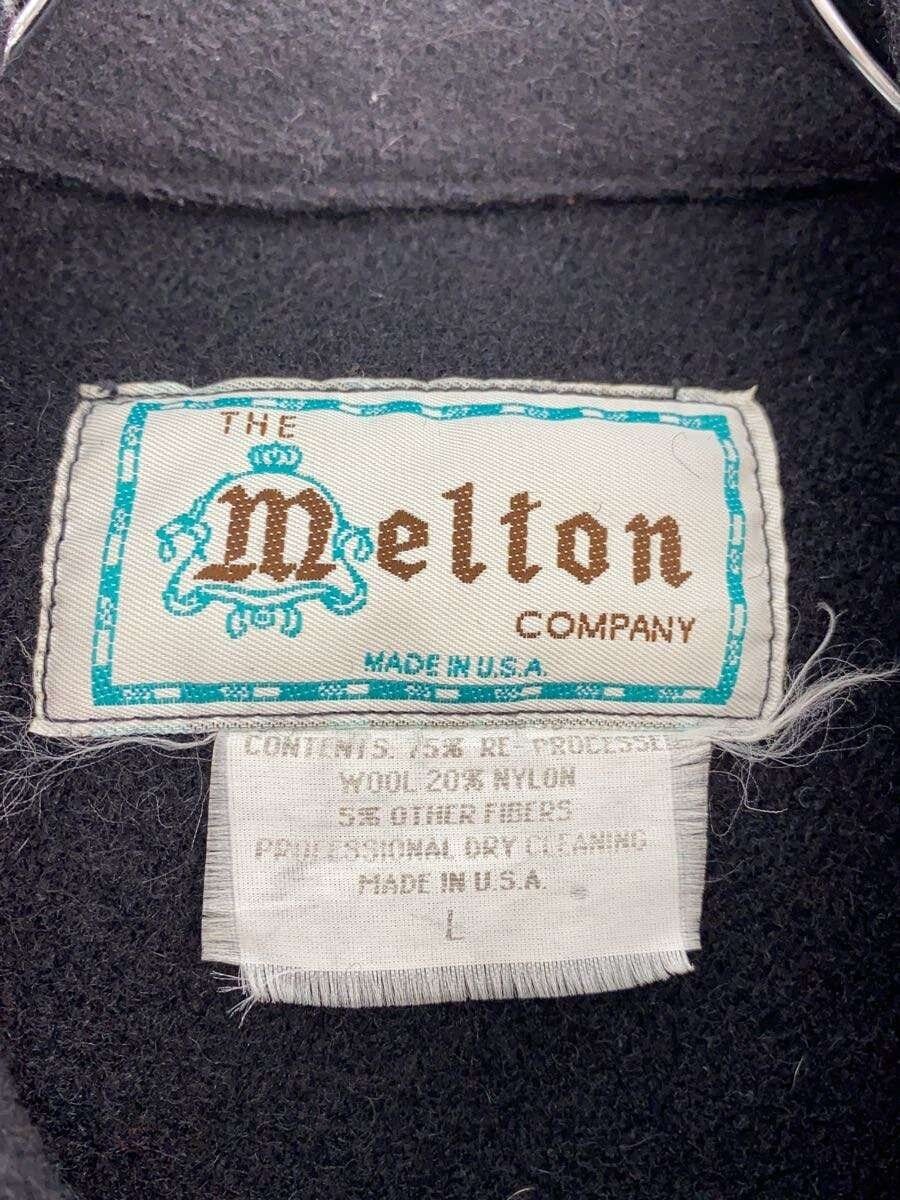 THE
Melton
COMPANY
MADE IN U.S.A.
CONTENTS: 75% RE-PROCESSE
WOOL 20% NYLON
5% OTHER FIBERS
PROFESSIONAL DRY CLEANING
MADE IN U.S.A.
L